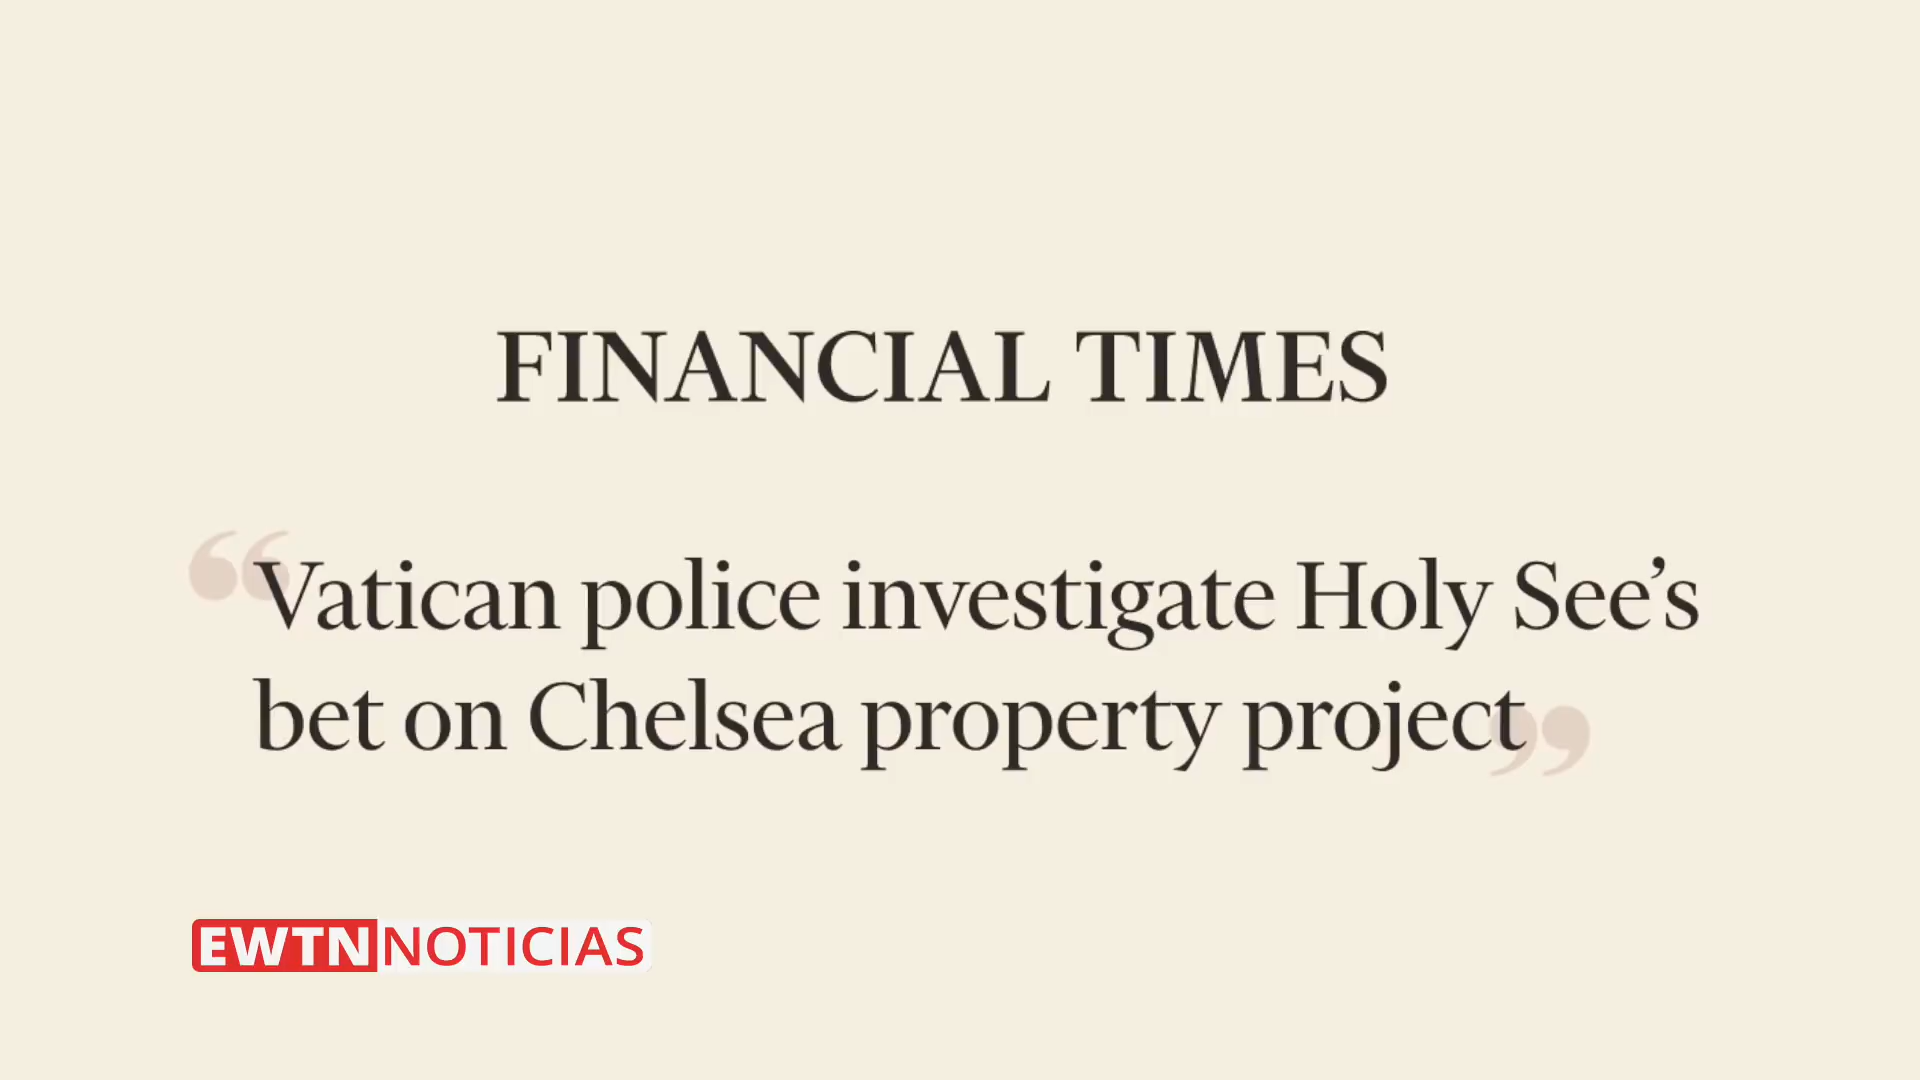 FINANCIAL TIMES
“Vatican police investigate Holy See’s
bet on Chelsea property project”
EWTN NOTICIAS